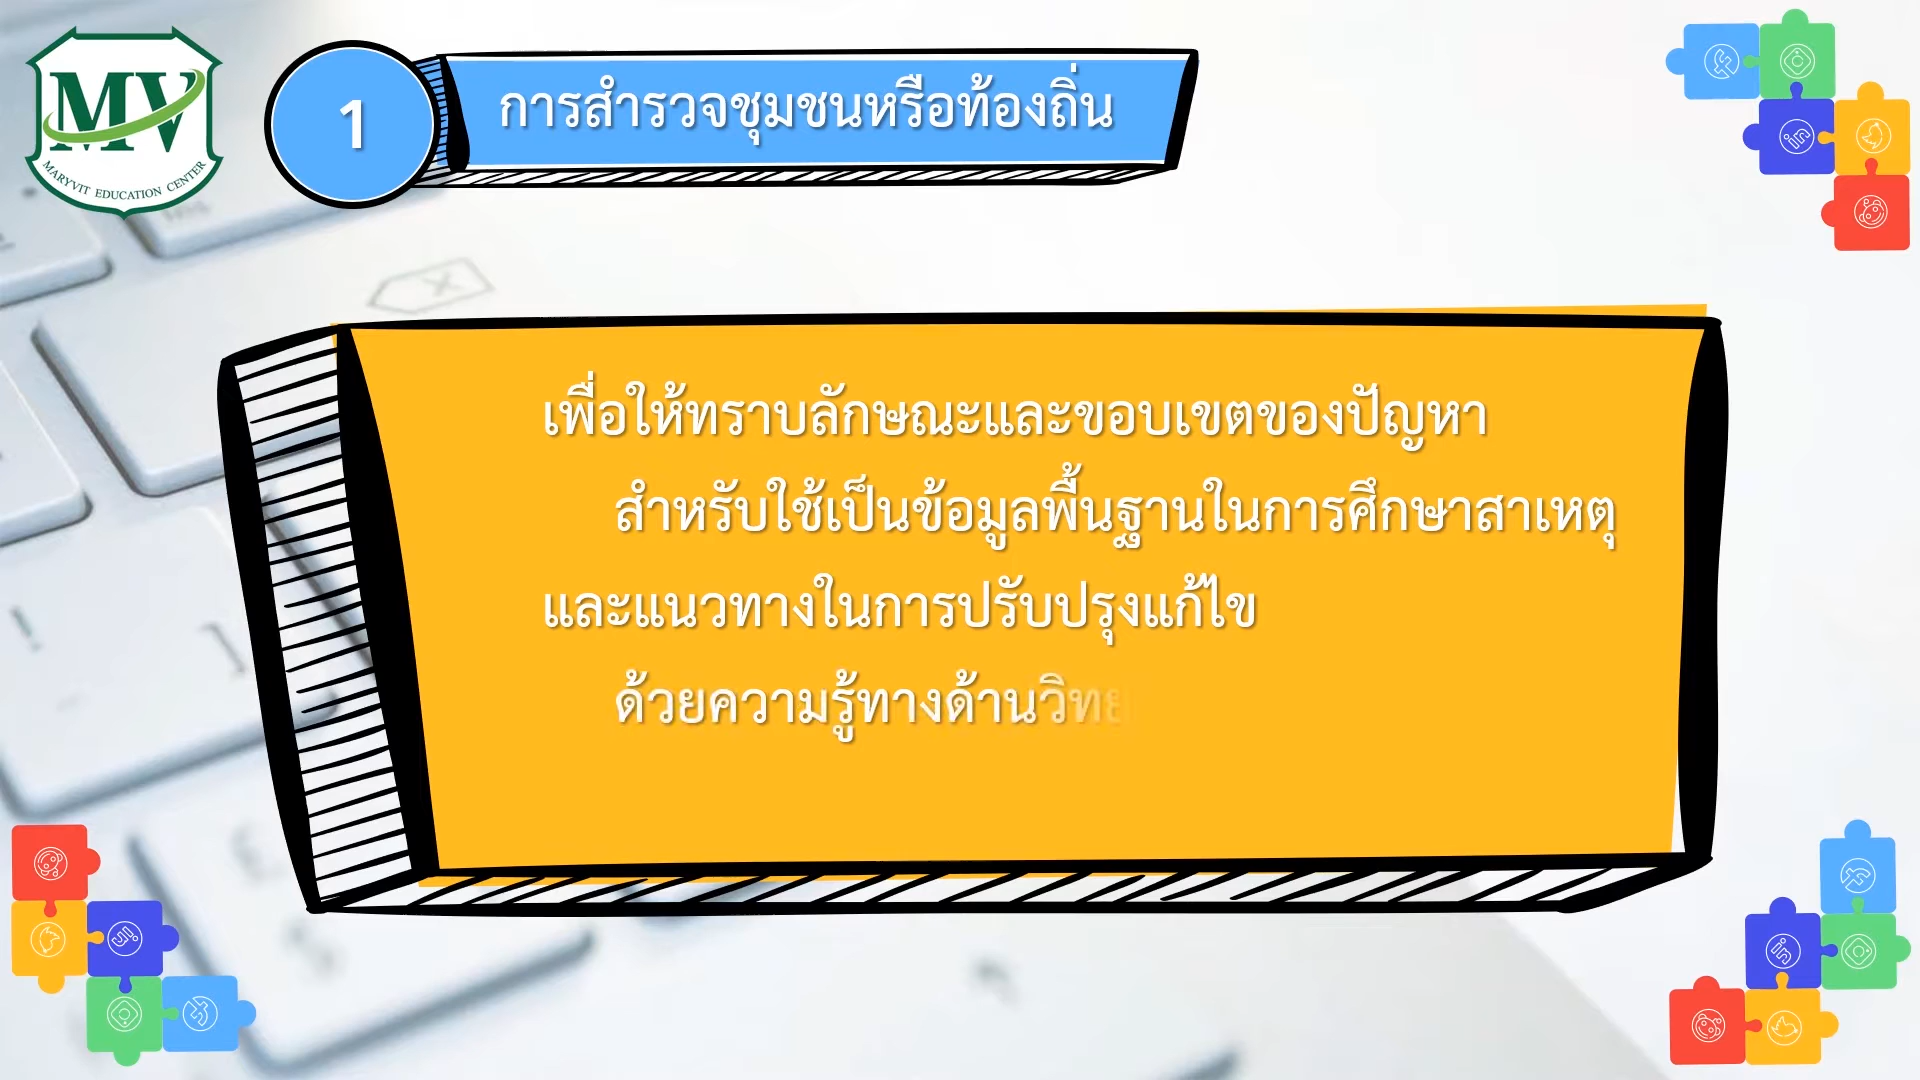 MV
MARYVIT EDUCATION CENTER
1
การสำรวจชุมชนหรือท้องถิ่น
เพื่อให้ทราบลักษณะและขอบเขตของปัญหา
สำหรับใช้เป็นข้อมูลพื้นฐานในการศึกษาสาเหตุ
และแนวทางในการปรับปรุงแก้ไข
ด้วยความรู้ทางด้าน